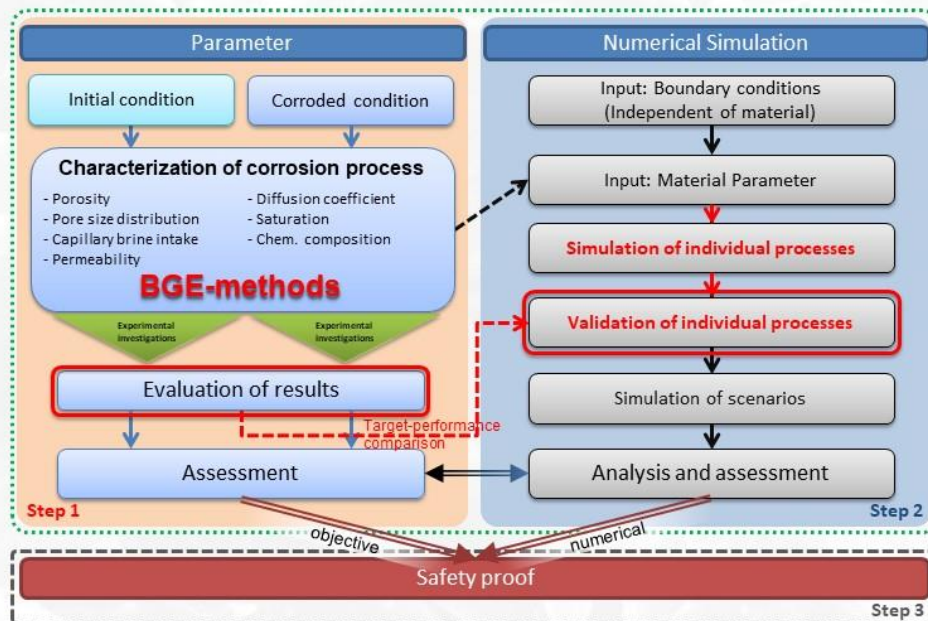 Parameter
Initial condition
Corroded condition
Characterization of corrosion process
- Porosity
- Pore size distribution
- Capillary brine intake
- Permeability
- Diffusion coefficient
- Saturation
- Chem. composition
BGE-methods
Experimental
Investigations
Experimental
Investigations
Evaluation of results
Target-performance
comparison
Assessment
Step 1
Numerical Simulation
Input: Boundary conditions
(Independent of material)
Input: Material Parameter
Simulation of individual processes
Validation of individual processes
Simulation of scenarios
Analysis and assessment
Step 2
objective
numerical
Safety proof
Step 3